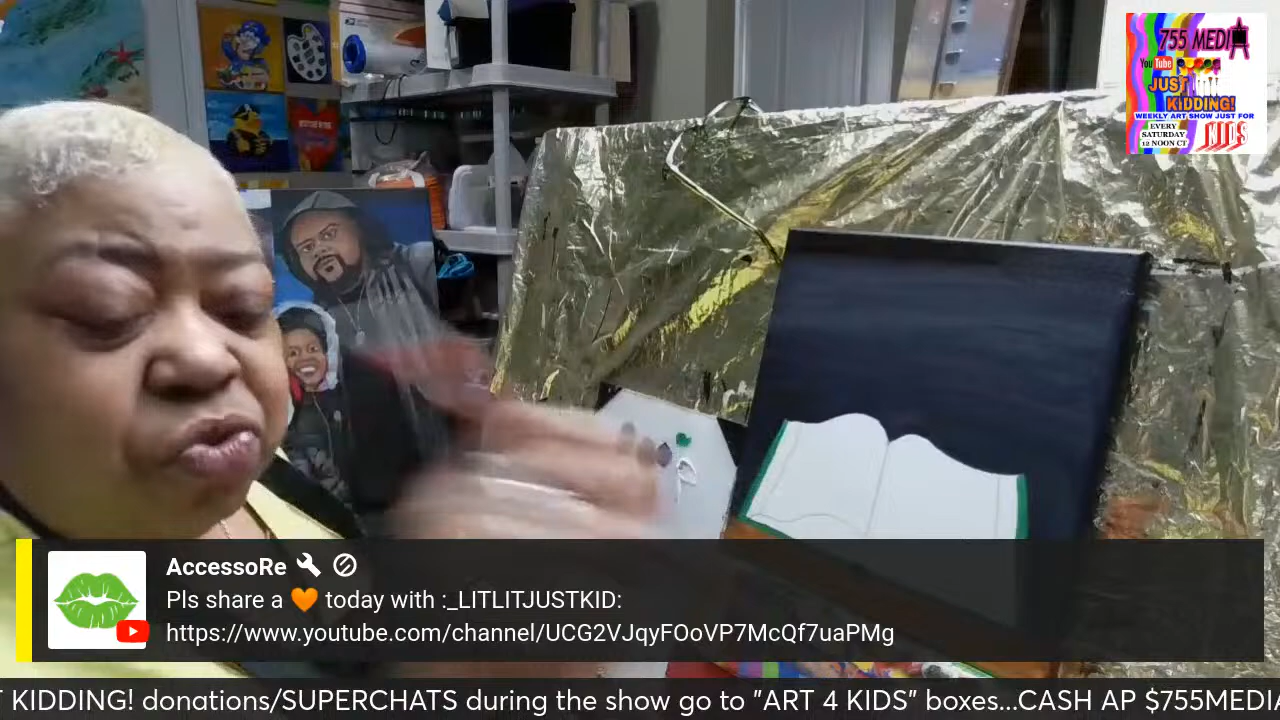 755 MEDIA
YouTube
JUST
KIDDING!
WEEKLY ART SHOW JUST FOR
EVERY
SATURDAY
12 NOON CT
KIDS
AccessoRe
Pls share a 🧡 today with :_LITLITJUSTKID:
https://www.youtube.com/channel/UCG2VJqyFOoVP7McQf7uaPMg
T KIDDING! donations/SUPERCHATS during the show go to "ART 4 KIDS" boxes...CASH AP $755MEDIA